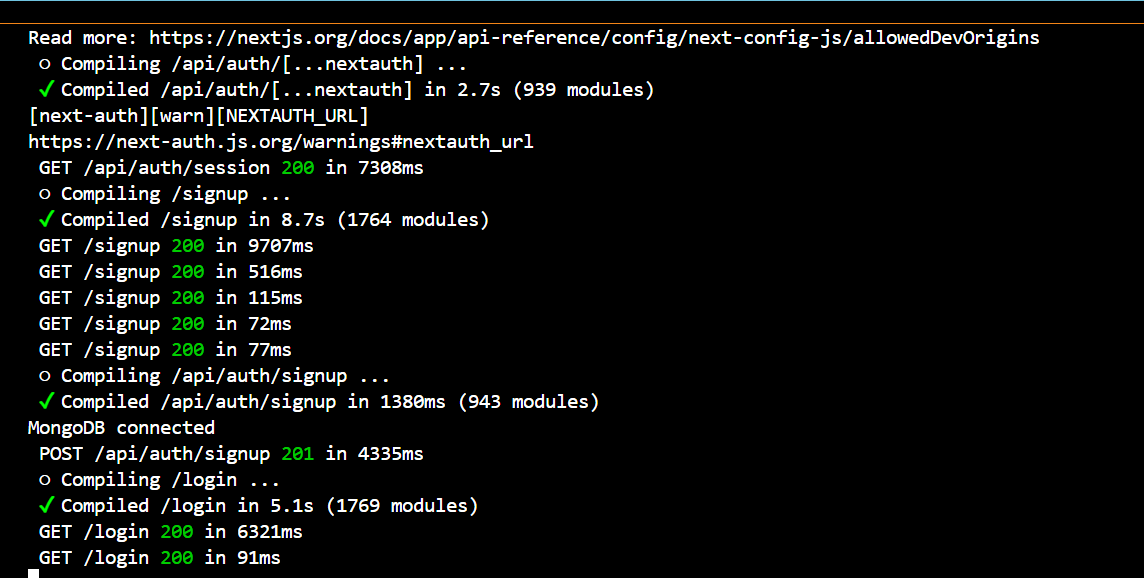 Read more: https://nextjs.org/docs/app/api-reference/config/next-config-js/allowedDevOrigins
○ Compiling /api/auth/[...nextauth] ...
✓ Compiled /api/auth/[...nextauth] in 2.7s (939 modules)
[next-auth][warn][NEXTAUTH_URL]
https://next-auth.js.org/warnings#nextauth_url
GET /api/auth/session 200 in 7308ms
○ Compiling /signup ...
✓ Compiled /signup in 8.7s (1764 modules)
GET /signup 200 in 9707ms
GET /signup 200 in 516ms
GET /signup 200 in 115ms
GET /signup 200 in 72ms
GET /signup 200 in 77ms
○ Compiling /api/auth/signup ...
✓ Compiled /api/auth/signup in 1380ms (943 modules)
MongoDB connected
POST /api/auth/signup 201 in 4335ms
○ Compiling /login ...
✓ Compiled /login in 5.1s (1769 modules)
GET /login 200 in 6321ms
GET /login 200 in 91ms